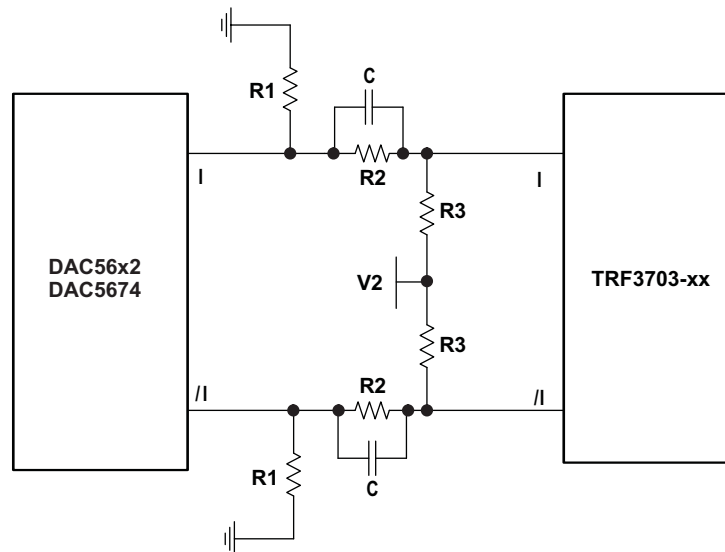 R1
C
I
R2
I
R3
DAC56x2
DAC5674
V2
TRF3703-xx
R3
/I
R2
/I
R1
C